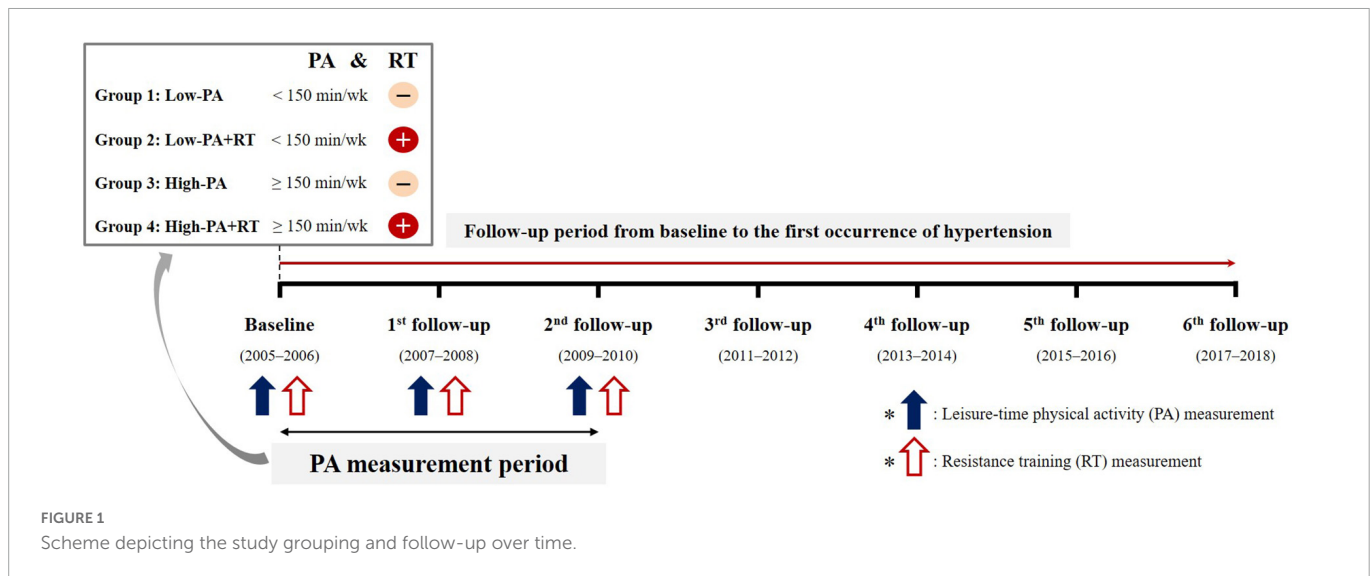 PA & RT
Group 1: Low-PA < 150 min/wk −
Group 2: Low-PA+RT < 150 min/wk +
Group 3: High-PA ≥ 150 min/wk −
Group 4: High-PA+RT ≥ 150 min/wk +
Follow-up period from baseline to the first occurrence of hypertension
Baseline 1st follow-up 2nd follow-up 3rd follow-up 4th follow-up 5th follow-up 6th follow-up
(2005–2006) (2007–2008) (2009–2010) (2011–2012) (2013–2014) (2015–2016) (2017–2018)
* : Leisure-time physical activity (PA) measurement
* : Resistance training (RT) measurement
PA measurement period
FIGURE 1
Scheme depicting the study grouping and follow-up over time.